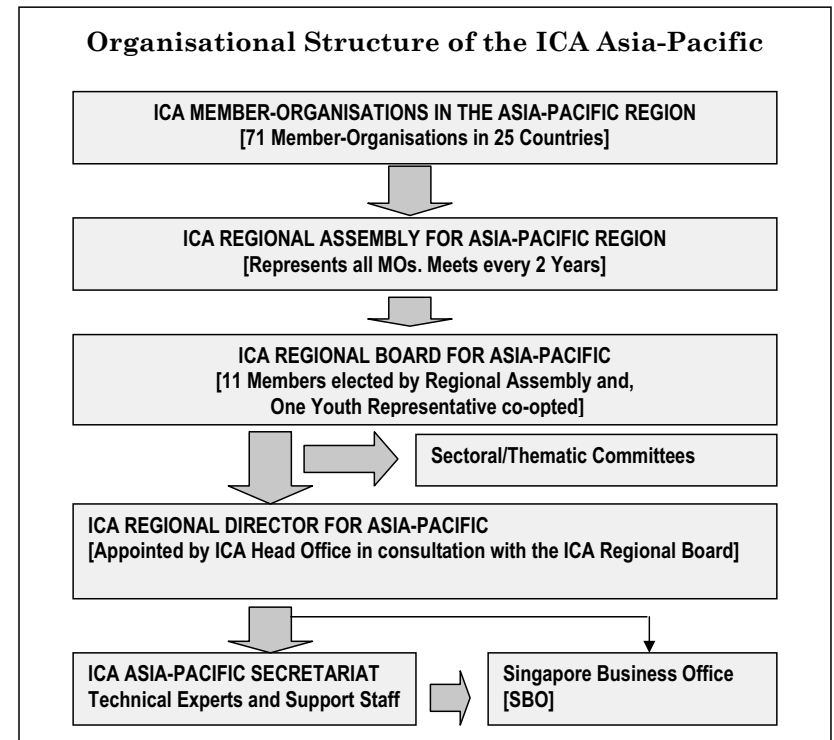 Organisational Structure of the ICA Asia-Pacific
ICA MEMBER-ORGANISATIONS IN THE ASIA-PACIFIC REGION
[71 Member-Organisations in 25 Countries]
ICA REGIONAL ASSEMBLY FOR ASIA-PACIFIC REGION
[Represents all MOs. Meets every 2 Years]
ICA REGIONAL BOARD FOR ASIA-PACIFIC
[11 Members elected by Regional Assembly and,
One Youth Representative co-opted]
Sectoral/Thematic Committees
ICA REGIONAL DIRECTOR FOR ASIA-PACIFIC
[Appointed by ICA Head Office in consultation with the ICA Regional Board]
ICA ASIA-PACIFIC SECRETARIAT
Technical Experts and Support Staff
Singapore Business Office
[SBO]